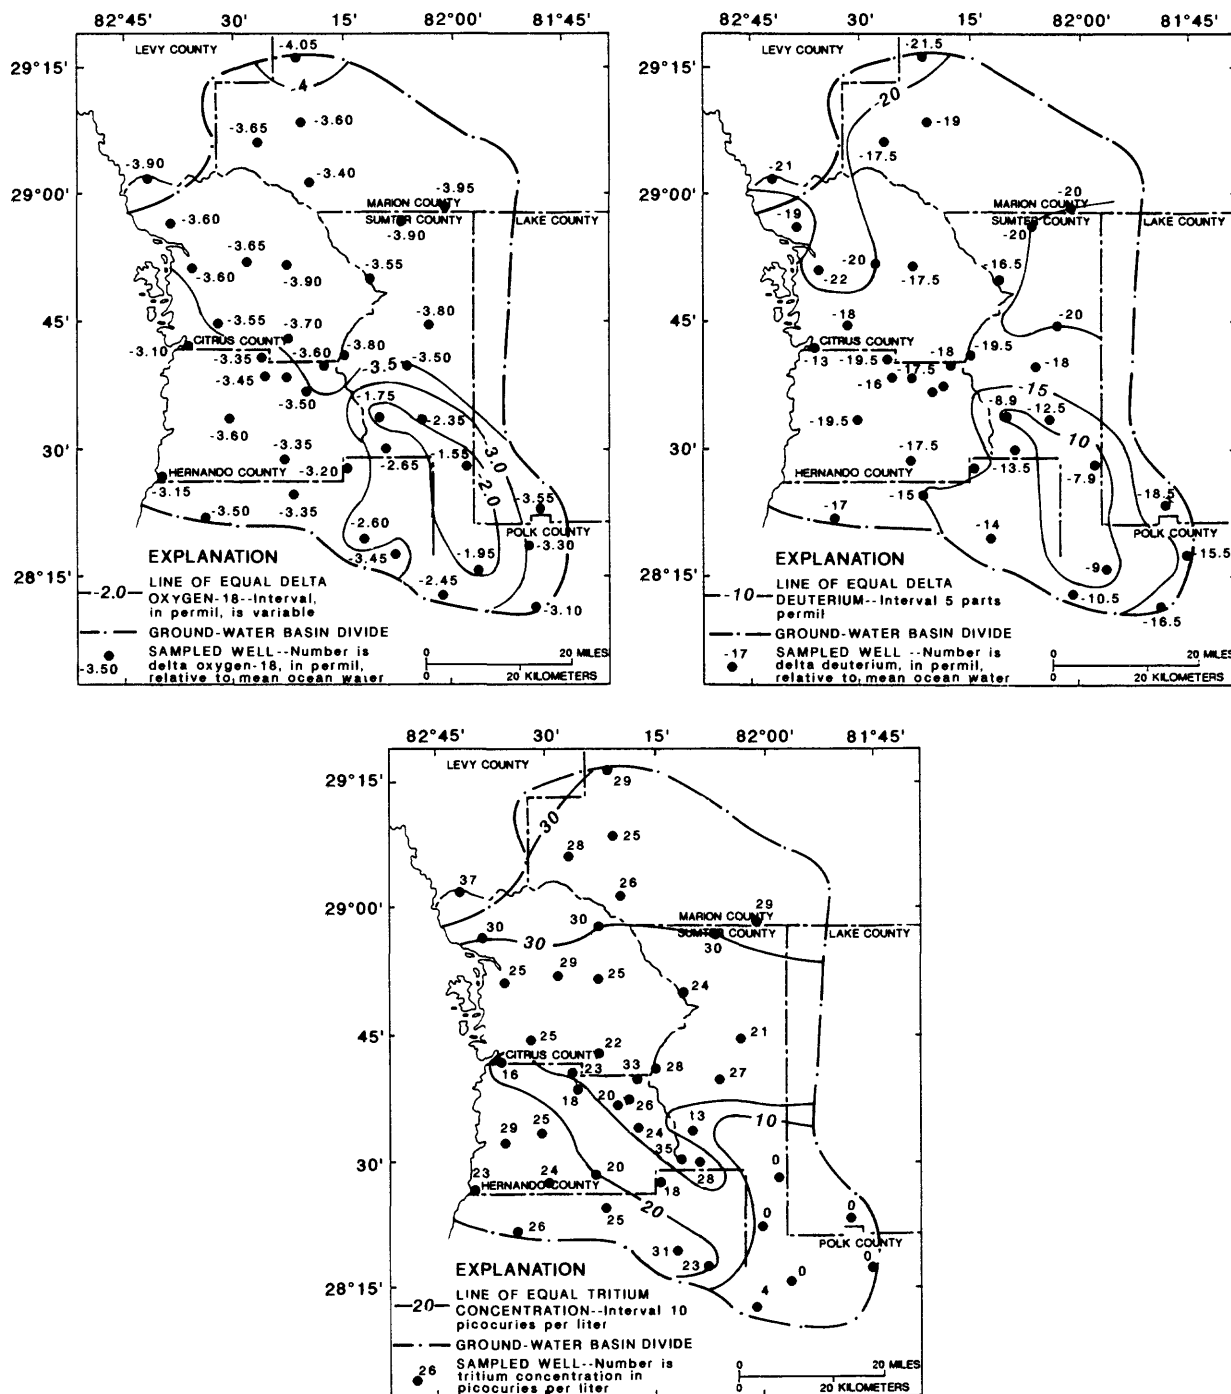 82°45' 30' 15' 82°00' 81°45'
LEVY COUNTY
-4.05
29°15'
-4
-3.65
-3.60
-3.90
-3.40
29°00'
-3.95
MARION COUNTY
SUMTER COUNTY
LAKE COUNTY
-3.60
-3.90
-3.65
-3.60
-3.90
-3.55
45'
-3.55
-3.70
-3.80
CITRUS COUNTY
-3.10
-3.35
-3.60
-3.80
-3.50
-3.5
-3.45
-3.50
-1.75
-3.60
-2.35
-3.0
30'
-3.35
-2.65
-1.55
HERNANDO COUNTY
-3.20
-2.0
-3.15
-3.50
-3.35
-3.55
POLK COUNTY
-2.60
-3.45
-1.95
-3.30
28°15'
-2.45
-3.10
EXPLANATION
-2.0
LINE OF EQUAL DELTA
OXYGEN-18--Interval,
in permil, is variable
GROUND-WATER BASIN DIVIDE
SAMPLED WELL--Number is
delta oxygen-18, in permil,
relative to mean ocean water
-3.50
0 20 MILES
0 20 KILOMETERS
82°45' 30' 15' 82°00' 81°45'
LEVY COUNTY
-21.5
29°15'
-20
-19
-17.5
-21
29°00'
-20
MARION COUNTY
SUMTER COUNTY
LAKE COUNTY
-19
-20
-20
-22
-17.5
-16.5
45'
-18
-20
CITRUS COUNTY
-13
-19.5
-18
-19.5
-18
-17.5
-16
-15
-8.9
-12.5
-19.5
10
30'
-17.5
-13.5
-7.9
HERNANDO COUNTY
-15
-18.5
-17
POLK COUNTY
-14
-15.5
28°15'
-9
-10.5
-16.5
EXPLANATION
-10
LINE OF EQUAL DELTA
DEUTERIUM--Interval 5 parts
permil
GROUND-WATER BASIN DIVIDE
-17
SAMPLED WELL--Number is
delta deuterium, in permil,
relative to mean ocean water
0 20 MILES
0 20 KILOMETERS
82°45' 30' 15' 82°00' 81°45'
LEVY COUNTY
29°15'
29
30
25
28
37
26
29°00'
29
30
MARION COUNTY
SUMTER COUNTY
LAKE COUNTY
30
30
30
25
29
25
24
45'
25
22
21
CITRUS COUNTY
16
23
33
28
27
18
20
26
10
29
25
24
13
35
30'
0
23
24
20
28
HERNANDO COUNTY
18
20
25
0
0
26
POLK COUNTY
31
23
0
0
28°15'
4
EXPLANATION
20
LINE OF EQUAL TRITIUM
CONCENTRATION--Interval 10
picocuries per liter
GROUND-WATER BASIN DIVIDE
26
SAMPLED WELL--Number is
tritium concentration in
picocuries per liter
0 20 MILES
0 20 KILOMETERS